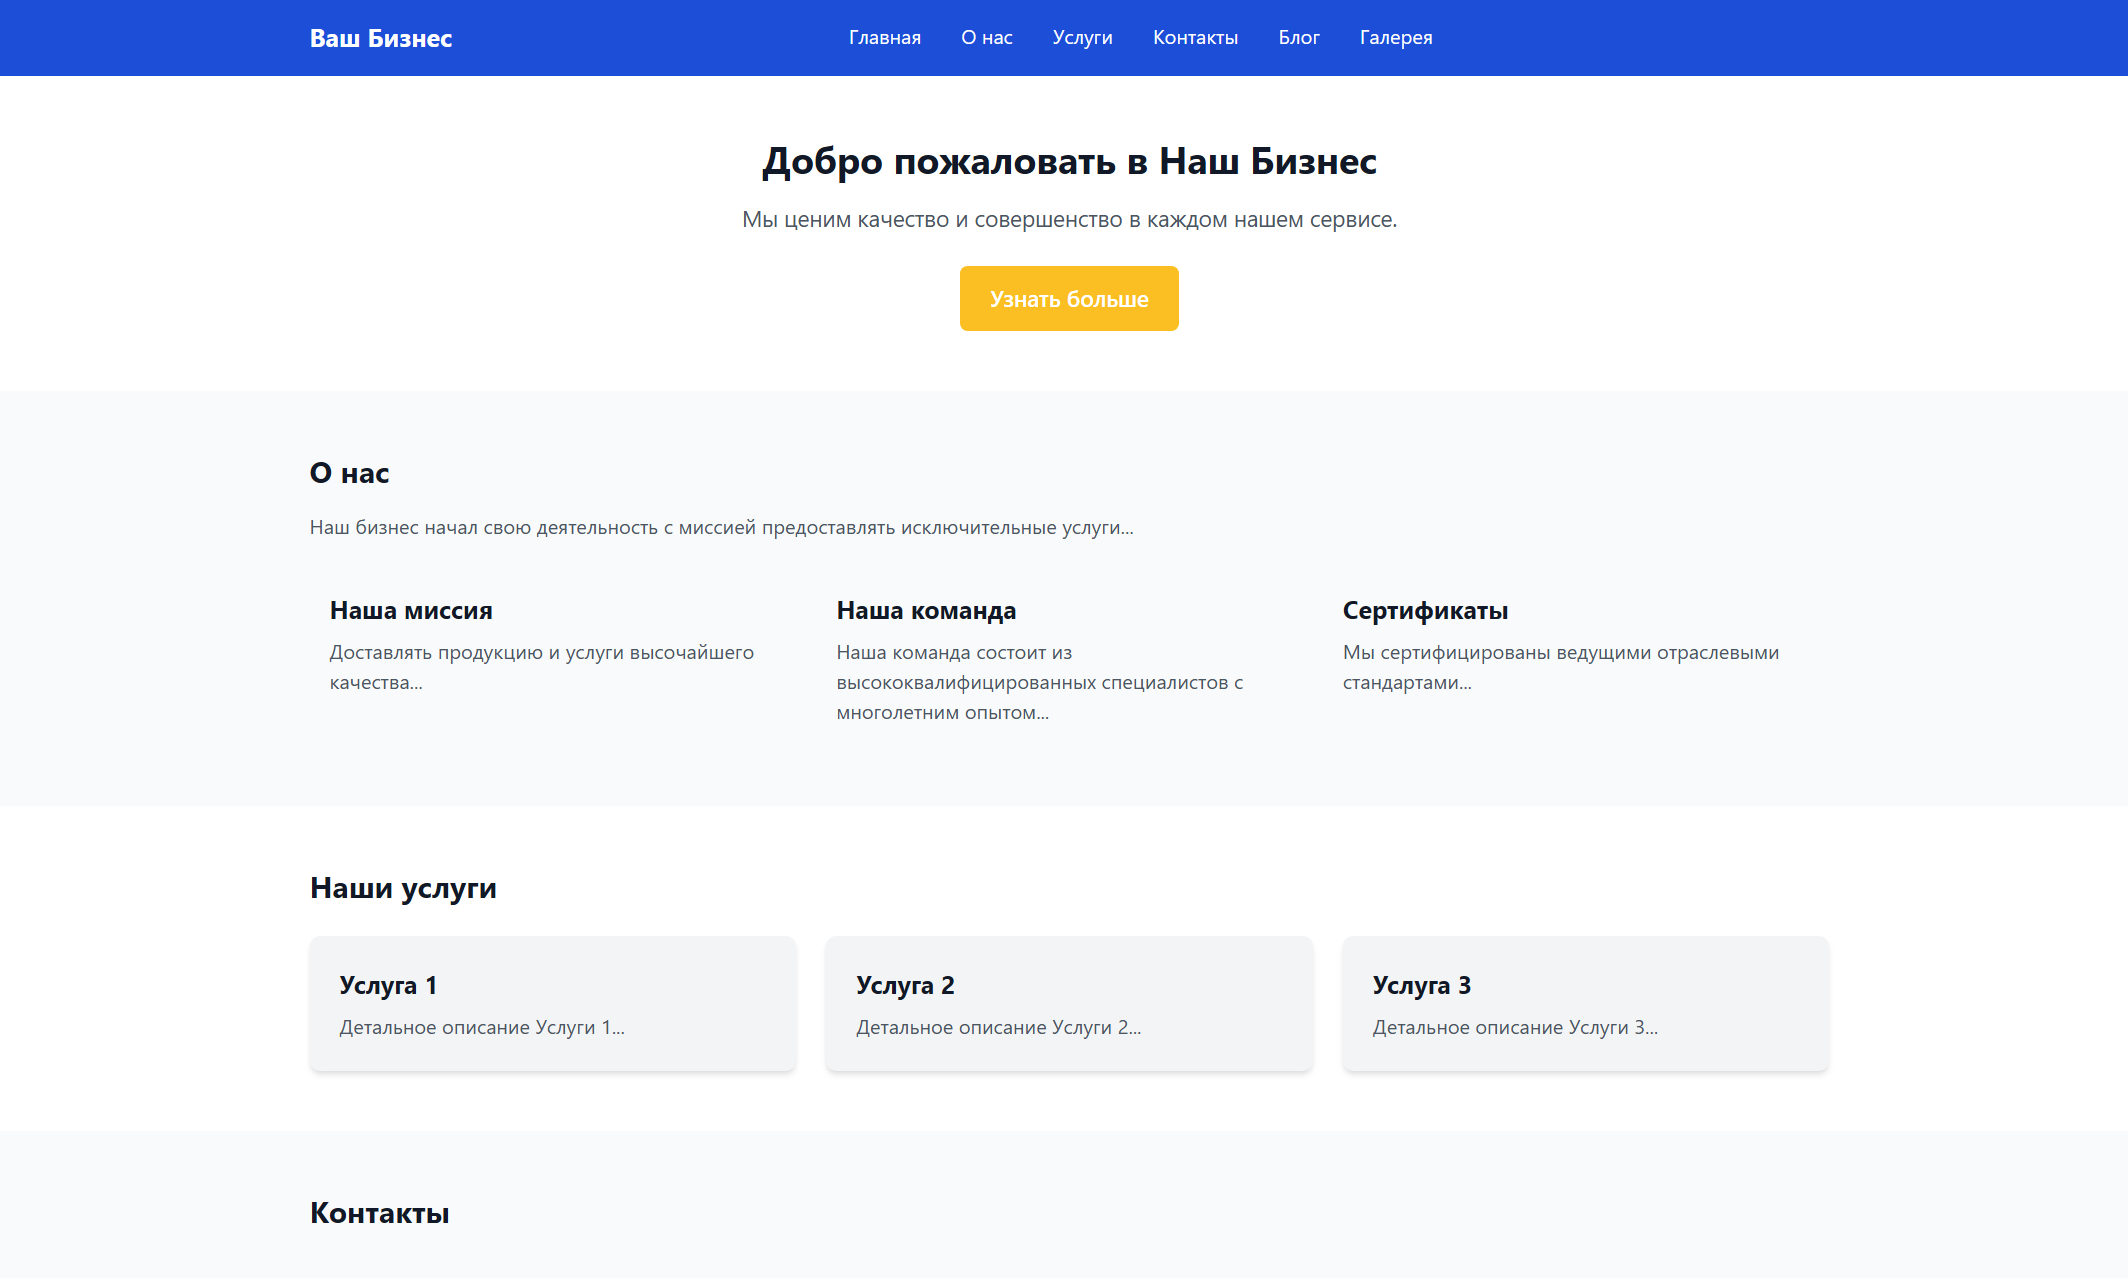 Ваш Бизнес
Главная О нас Услуги Контакты Блог Галерея
Добро пожаловать в Наш Бизнес
Мы ценим качество и совершенство в каждом нашем сервисе.
Узнать больше
О нас
Наш бизнес начал свою деятельность с миссией предоставлять исключительные услуги...
Наша миссия
Доставлять продукцию и услуги высочайшего
качества...
Наша команда
Наша команда состоит из
высококвалифицированных специалистов с
многолетним опытом...
Сертификаты
Мы сертифицированы ведущими отраслевыми
стандартами...
Наши услуги
Услуга 1
Детальное описание Услуги 1...
Услуга 2
Детальное описание Услуги 2...
Услуга 3
Детальное описание Услуги 3...
Контакты